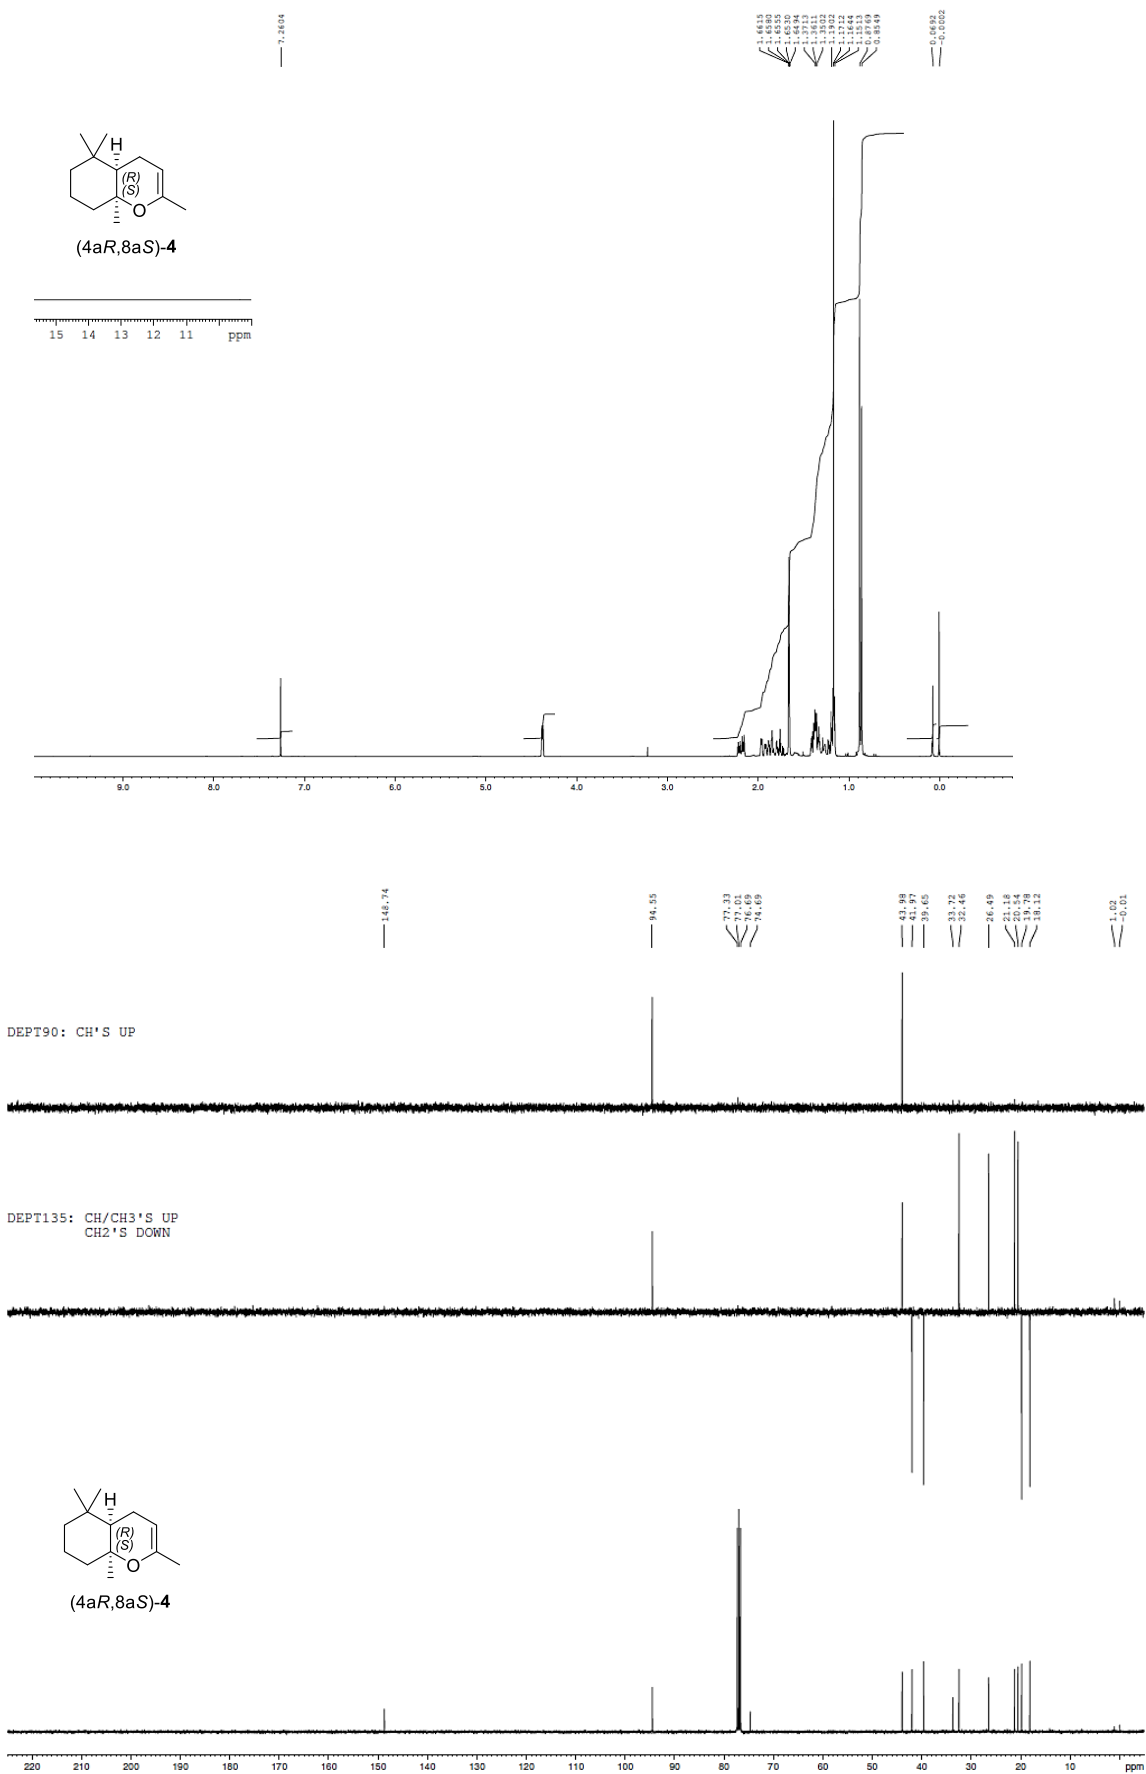 7.2604
1.6615
1.6580
1.6555
1.6530
1.6494
1.3713
1.3611
1.3502
1.1902
1.1712
1.1644
1.1513
0.8769
0.8549
0.0692
-0.0002
H
(R)
(S)
O
(4aR,8aS)-4
15 14 13 12 11 ppm
9.0 8.0 7.0 6.0 5.0 4.0 3.0 2.0 1.0 0.0
148.74
94.55
77.33
77.01
76.69
74.69
43.98
41.97
39.65
33.72
32.46
26.49
21.18
20.54
19.78
18.12
1.02
-0.01
DEPT90: CH'S UP
DEPT135: CH/CH3'S UP
CH2'S DOWN
H
(R)
(S)
O
(4aR,8aS)-4
220 210 200 190 180 170 160 150 140 130 120 110 100 90 80 70 60 50 40 30 20 10 ppm